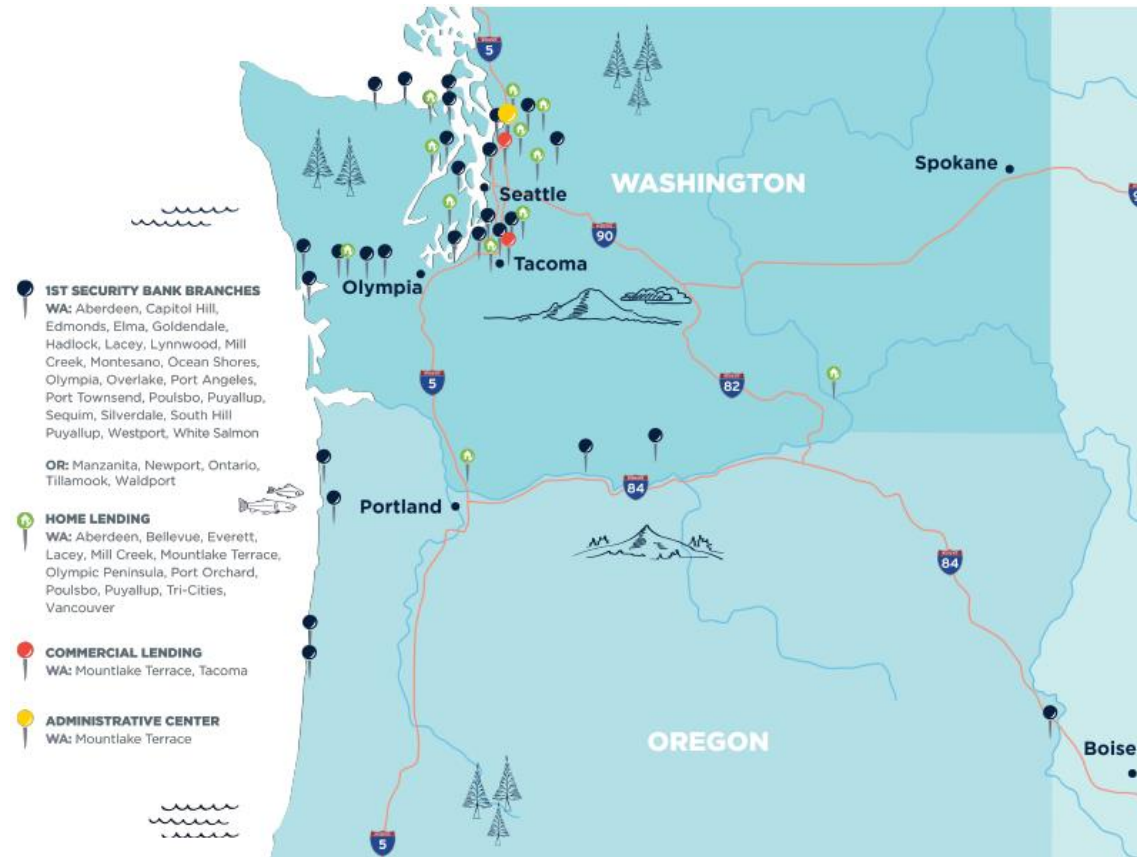 5
Spokane
WASHINGTON
Seattle
90
Tacoma
Olympia
1ST SECURITY BANK BRANCHES
WA: Aberdeen, Capitol Hill,
Edmonds, Elma, Goldendale,
Hadlock, Lacey, Lynnwood, Mill
Creek, Montesano, Ocean Shores,
Olympia, Overlake, Port Angeles,
Port Townsend, Poulsbo, Puyallup,
Sequim, Silverdale, South Hill
Puyallup, Westport, White Salmon
OR: Manzanita, Newport, Ontario,
Tillamook, Waldport
HOME LENDING
WA: Aberdeen, Bellevue, Everett,
Lacey, Mill Creek, Mountlake Terrace,
Olympic Peninsula, Port Orchard,
Poulsbo, Puyallup, Tri-Cities,
Vancouver
COMMERCIAL LENDING
WA: Mountlake Terrace, Tacoma
ADMINISTRATIVE CENTER
WA: Mountlake Terrace
5
82
84
Portland
84
OREGON
Boise
5